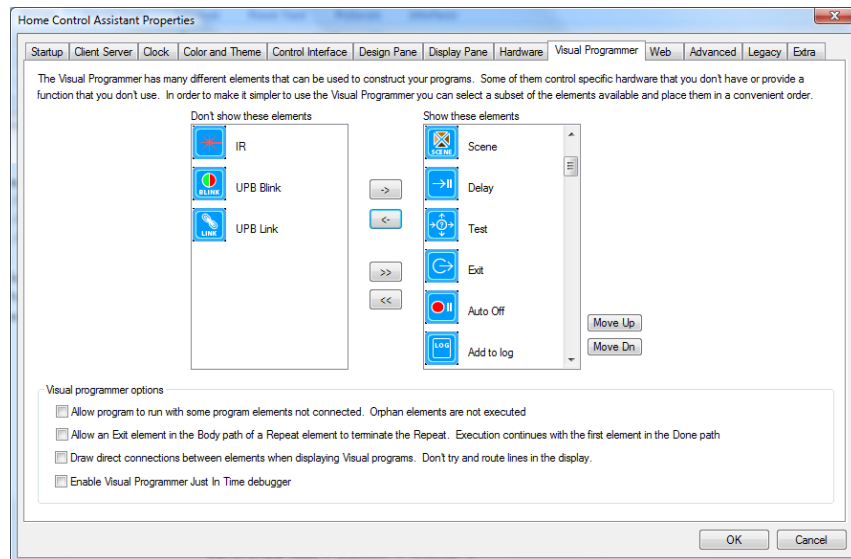 Home Control Assistant Properties
Startup Client Server Clock Color and Theme Control Interface Design Pane Display Pane Hardware Visual Programmer Web Advanced Legacy Extra
The Visual Programmer has many different elements that can be used to construct your programs. Some of them control specific hardware that you don't have or provide a
function that you don't use. In order to make it simpler to use the Visual Programmer you can select a subset of the elements available and place them in a convenient order.
Don't show these elements
IR
BLINK UPB Blink
LINK UPB Link
->
<-
>>
<<
Show these elements
SCENE Scene
Delay
? Test
Exit
Auto Off
LOG Add to log
Move Up
Move Dn
Visual programmer options
Allow program to run with some program elements not connected. Orphan elements are not executed
Allow an Exit element in the Body path of a Repeat element to terminate the Repeat. Execution continues with the first element in the Done path
Draw direct connections between elements when displaying Visual programs. Don't try and route lines in the display.
Enable Visual Programmer Just In Time debugger
OK Cancel